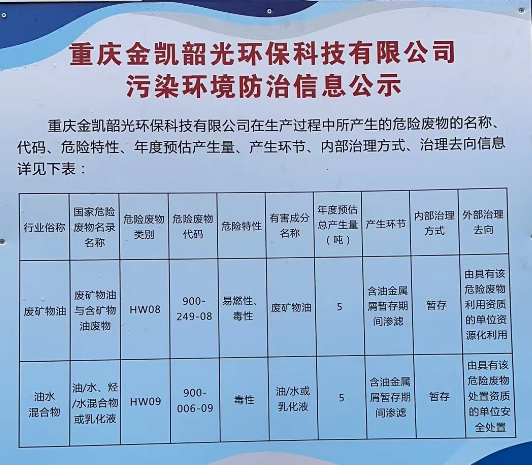 重庆金凯韶光环保科技有限公司
污染环境防治信息公示
重庆金凯韶光环保科技有限公司在生产过程中所产生的危险废物的名称、
代码、危险特性、年度预估产生量、产生环节、内部治理方式、治理去向信息
详见下表：
行业俗称 国家危险废物名录名称 危险废物类别 危险废物代码 危险特性 有害成分名称 年度预估总产生量（吨） 产生环节 内部治理方式 外部治理去向
废矿物油 废矿物油与含矿物油废物 HW08 900-249-08 易燃性、毒性 废矿物油 5 含油金属屑暂存期间渗滤 暂存 由具有该危险废物利用资质的单位资源化利用
油水混合物 油/水、烃/水混合物或乳化液 HW09 900-006-09 毒性 油/水或乳化液 5 含油金属屑暂存期间渗滤 暂存 由具有该危险废物处置资质的单位安全处置